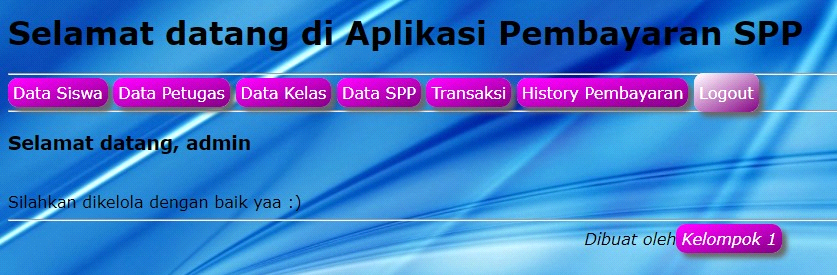 Selamat datang di Aplikasi Pembayaran SPP
Data Siswa Data Petugas Data Kelas Data SPP Transaksi History Pembayaran Logout
Selamat datang, admin
Silahkan dikelola dengan baik yaa :)
Dibuat oleh Kelompok 1